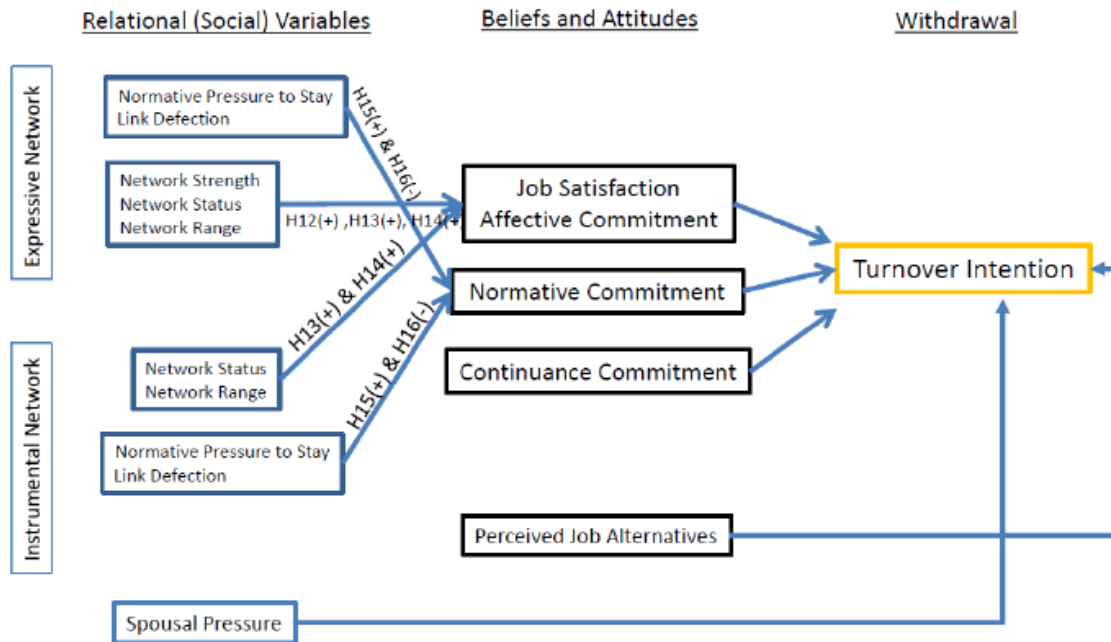 Relational (Social) Variables
Beliefs and Attitudes
Withdrawal
Expressive Network
Normative Pressure to Stay
Link Defection
H15(+) & H16(-)
Network Strength
Network Status
Network Range
H12(+) ,H13(+), H14(+)
Job Satisfaction
Affective Commitment
Turnover Intention
Normative Commitment
H13(+) & H14(+)
Continuance Commitment
Instrumental Network
Network Status
Network Range
H15(+) & H16(-)
Normative Pressure to Stay
Link Defection
Perceived Job Alternatives
Spousal Pressure